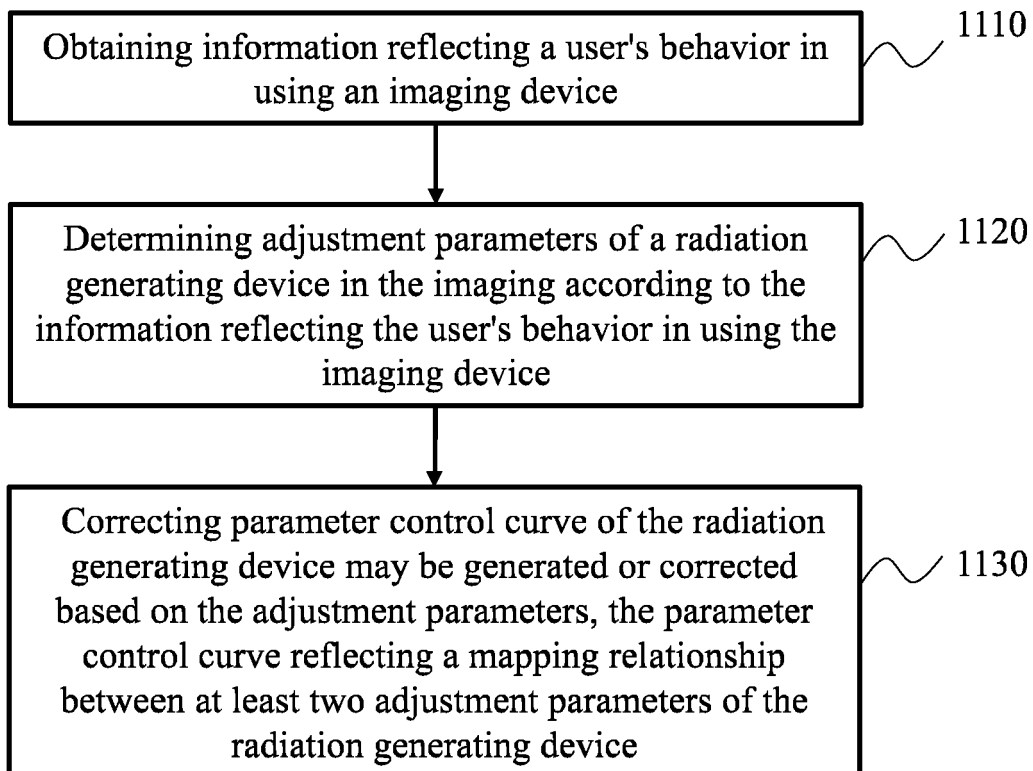 Obtaining information reflecting a user's behavior in
using an imaging device
1110
Determining adjustment parameters of a radiation
generating device in the imaging according to the
information reflecting the user's behavior in using the
imaging device
1120
Correcting parameter control curve of the radiation
generating device may be generated or corrected
based on the adjustment parameters, the parameter
control curve reflecting a mapping relationship
between at least two adjustment parameters of the
radiation generating device
1130